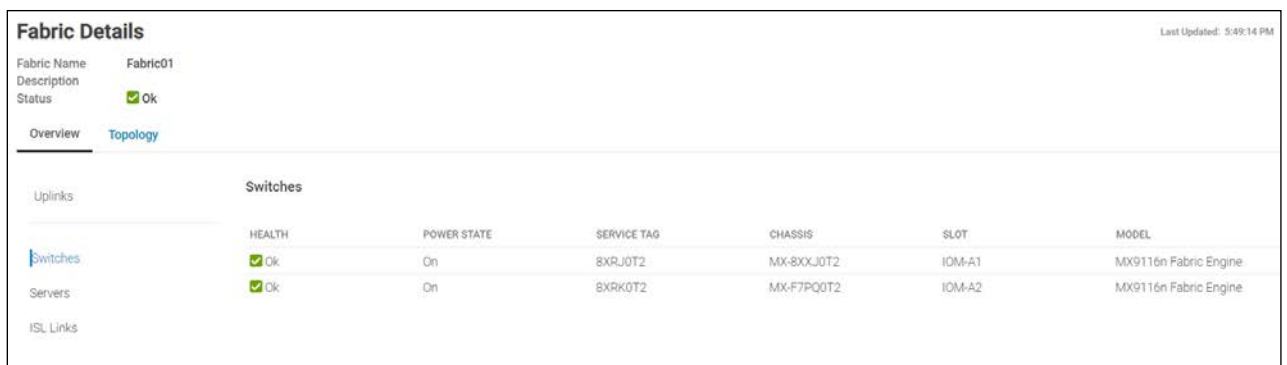 Fabric Details
Last Updated: 5:49:14 PM
Fabric Name Fabric01
Description
Status Ok
Overview Topology
Uplinks
Switches
Servers
ISL Links
Switches
HEALTH POWER STATE SERVICE TAG CHASSIS SLOT MODEL
Ok On 8XRJ0T2 MX-8XXJ0T2 IOM-A1 MX9116n Fabric Engine
Ok On 8XRK0T2 MX-F7PQ0T2 IOM-A2 MX9116n Fabric Engine